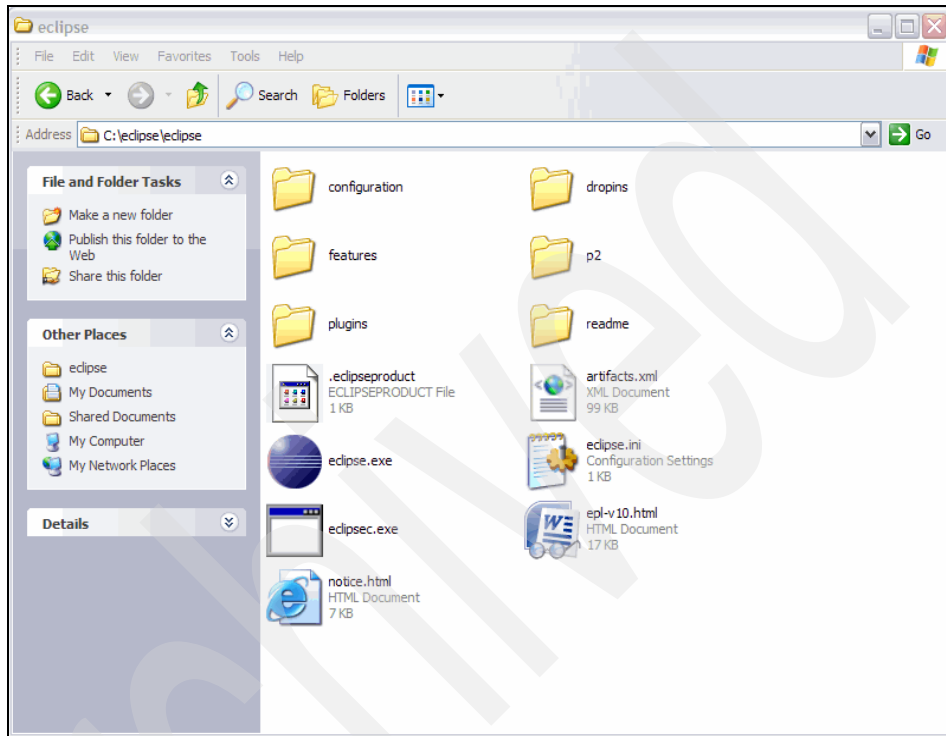 eclipse
File Edit View Favorites Tools Help
Back Search Folders
Address C:\eclipse\eclipse Go
File and Folder Tasks
Make a new folder
Publish this folder to the
Web
Share this folder
Other Places
eclipse
My Documents
Shared Documents
My Computer
My Network Places
Details
configuration
dropins
features
p2
plugins
readme
.eclipseproduct
ECLIPSEPRODUCT File
1 KB
artifacts.xml
XML Document
99 KB
eclipse.exe
eclipse.ini
Configuration Settings
1 KB
eclipsec.exe
epl-v10.html
HTML Document
17 KB
notice.html
HTML Document
7 KB